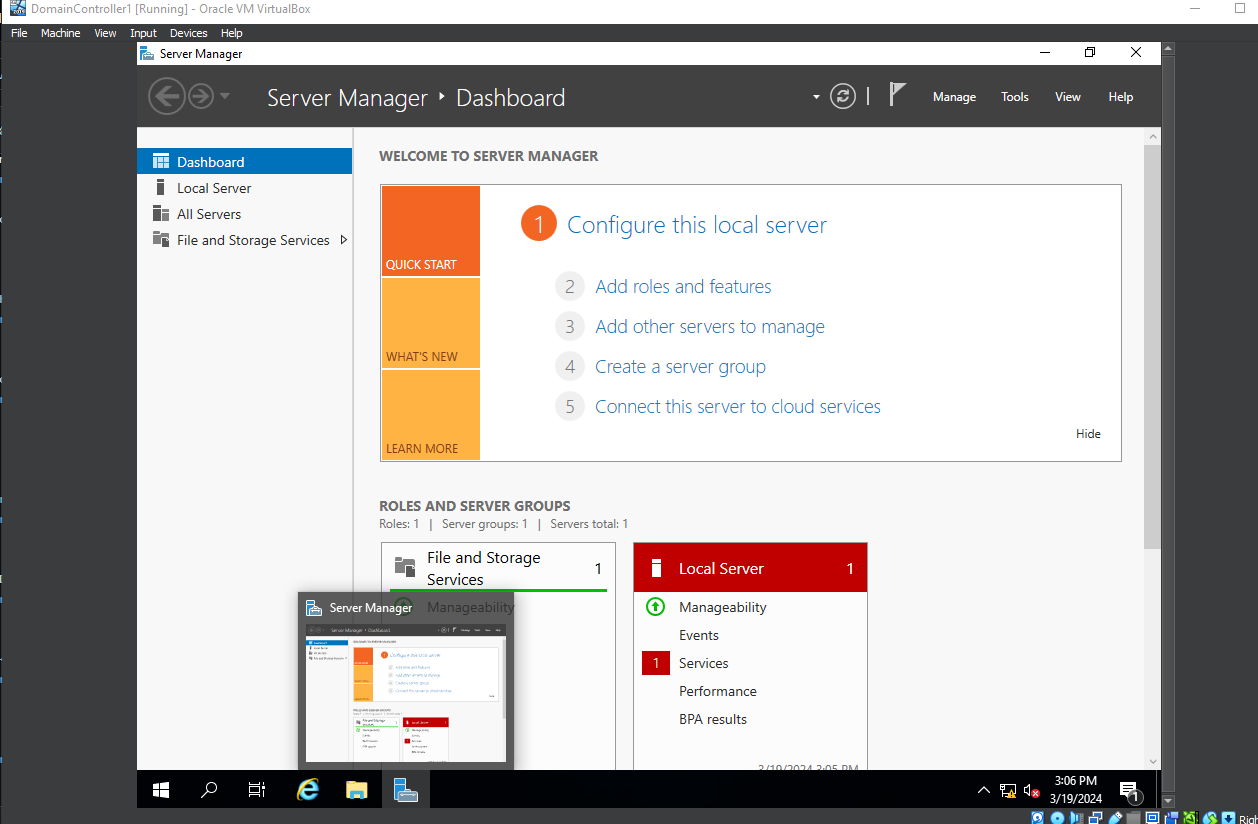 DomainController1 [Running] - Oracle VM VirtualBox
File Machine View Input Devices Help
Server Manager
Server Manager ‣ Dashboard
Manage Tools View Help
Dashboard
Local Server
All Servers
File and Storage Services
WELCOME TO SERVER MANAGER
QUICK START
WHAT'S NEW
LEARN MORE
1 Configure this local server
2 Add roles and features
3 Add other servers to manage
4 Create a server group
5 Connect this server to cloud services
Hide
ROLES AND SERVER GROUPS
Roles: 1 | Server groups: 1 | Servers total: 1
File and Storage
Services 1
Manageability
Local Server 1
Manageability
Events
1 Services
Performance
BPA results
3/19/2024 3:05 PM
Server Manager
3:06 PM
3/19/2024
1